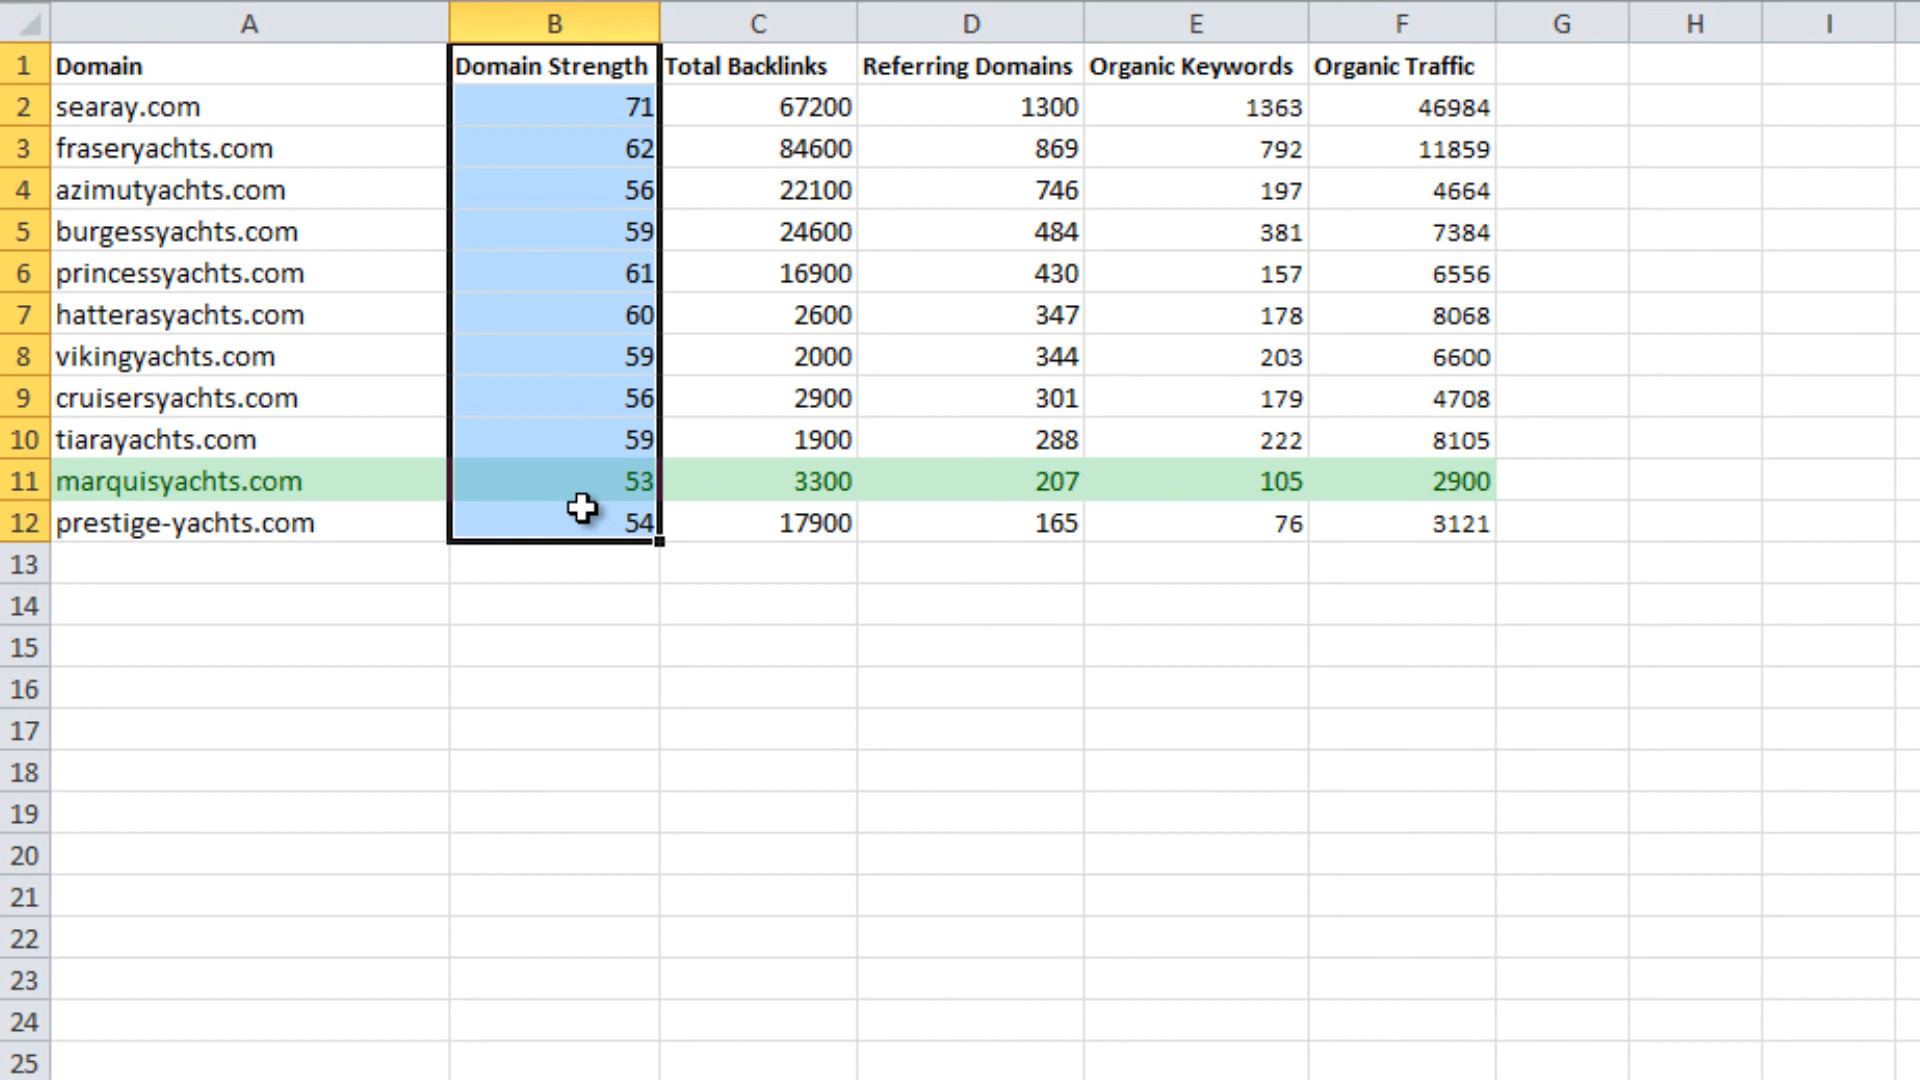 A B C D E F G H I
1 Domain Domain Strength Total Backlinks Referring Domains Organic Keywords Organic Traffic
2 searay.com 71 67200 1300 1363 46984
3 fraseryachts.com 62 84600 869 792 11859
4 azimutyachts.com 56 22100 746 197 4664
5 burgessyachts.com 59 24600 484 381 7384
6 princessyachts.com 61 16900 430 157 6556
7 hatterasyachts.com 60 2600 347 178 8068
8 vikingyachts.com 59 2000 344 203 6600
9 cruisersyachts.com 56 2900 301 179 4708
10 tiarayachts.com 59 1900 288 222 8105
11 marquisyachts.com 53 3300 207 105 2900
12 prestige-yachts.com 54 17900 165 76 3121
13
14
15
16
17
18
19
20
21
22
23
24
25